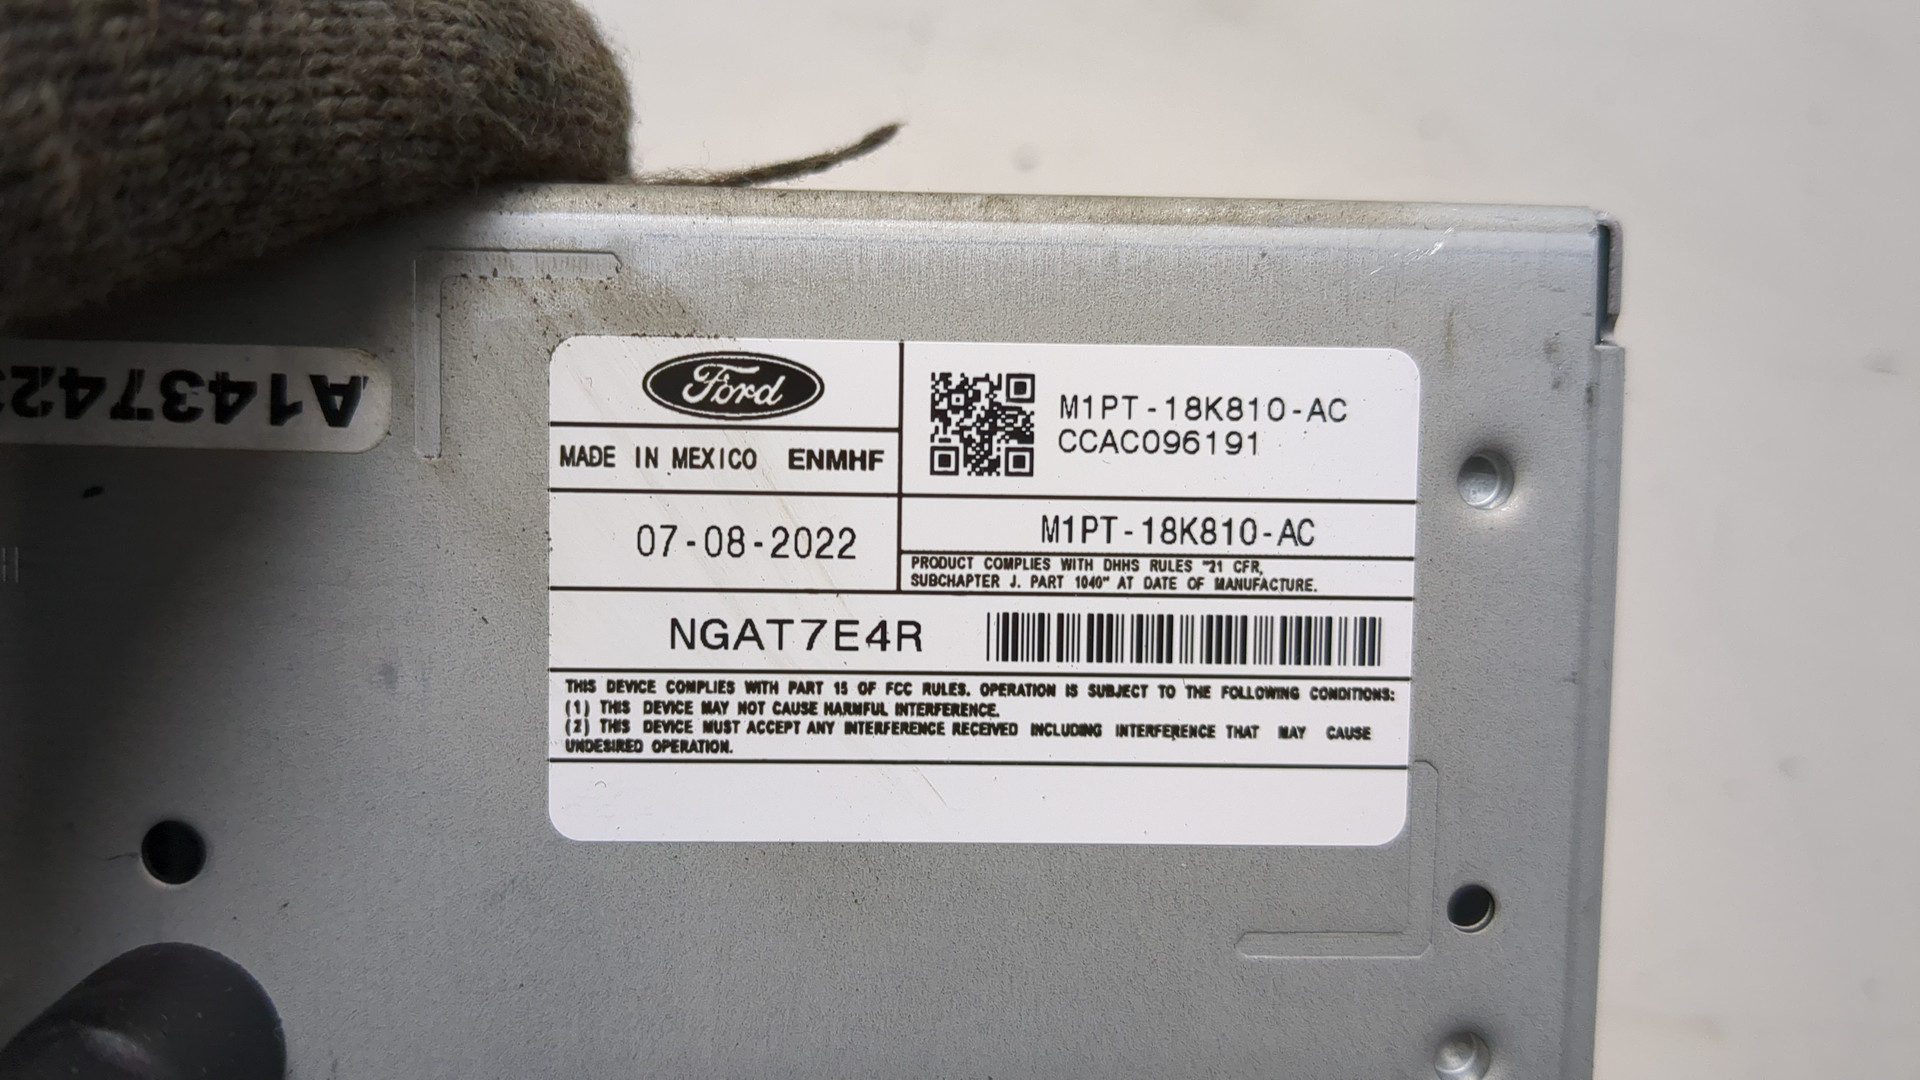 A1437423
Ford
MADE IN MEXICO ENMHF
07-08-2022
M1PT-18K810-AC
CCAC096191
M1PT-18K810-AC
PRODUCT COMPLIES WITH DHHS RULES "21 CFR,
SUBCHAPTER J. PART 1040" AT DATE OF MANUFACTURE.
NGAT7E4R
THIS DEVICE COMPLIES WITH PART 15 OF FCC RULES. OPERATION IS SUBJECT TO THE FOLLOWING CONDITIONS:
(1) THIS DEVICE MAY NOT CAUSE HARMFUL INTERFERENCE.
(2) THIS DEVICE MUST ACCEPT ANY INTERFERENCE RECEIVED INCLUDING INTERFERENCE THAT MAY CAUSE
UNDESIRED OPERATION.